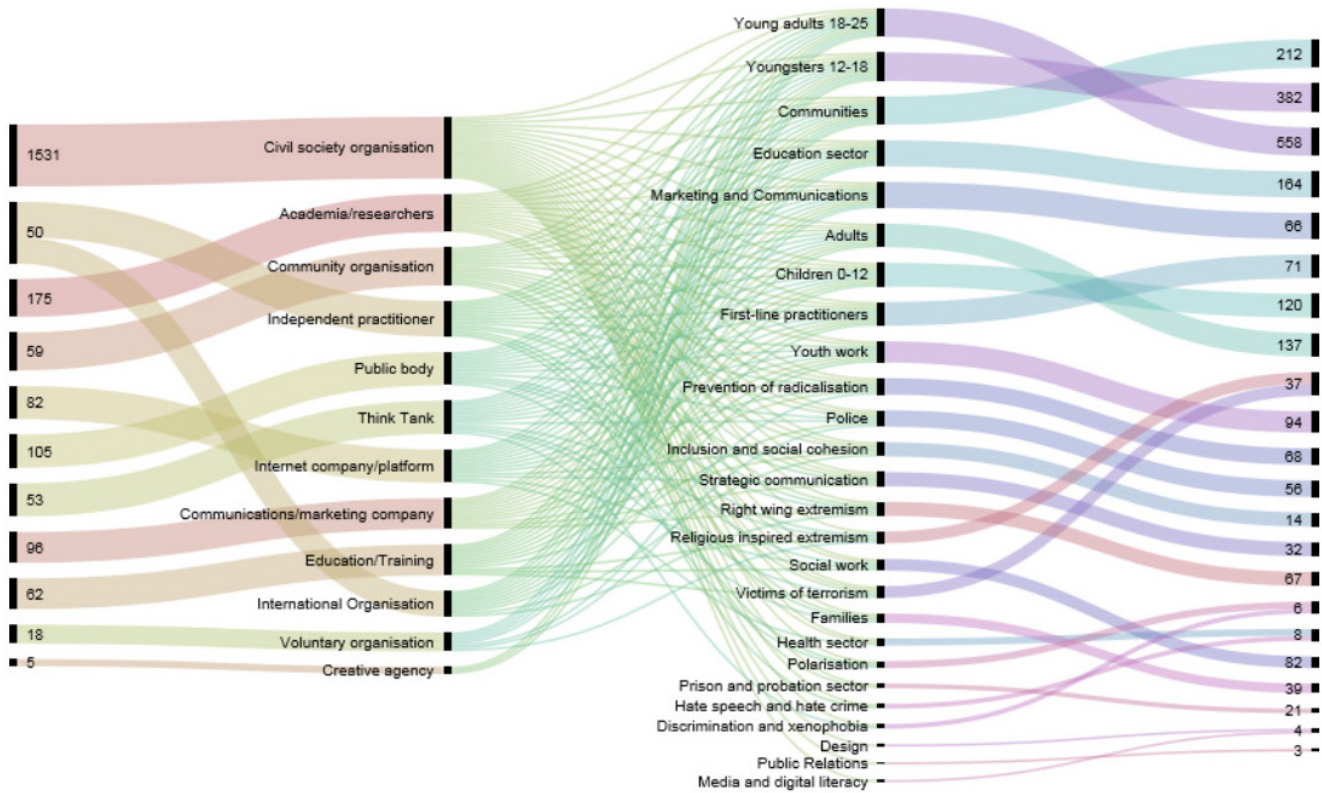 1531
50
175
59
82
105
53
96
62
18
5
Civil society organisation
Academia/researchers
Community organisation
Independent practitioner
Public body
Think Tank
Internet company/platform
Communications/marketing company
Education/Training
International Organisation
Voluntary organisation
Creative agency
Young adults 18-25
Youngsters 12-18
Communities
Education sector
Marketing and Communications
Adults
Children 0-12
First-line practitioners
Youth work
Prevention of radicalisation
Police
Inclusion and social cohesion
Strategic communication
Right wing extremism
Religious inspired extremism
Social work
Victims of terrorism
Families
Health sector
Polarisation
Prison and probation sector
Hate speech and hate crime
Discrimination and xenophobia
Design
Public Relations
Media and digital literacy
212
382
558
164
66
71
120
137
37
94
68
56
14
32
67
6
8
82
39
21
4
3